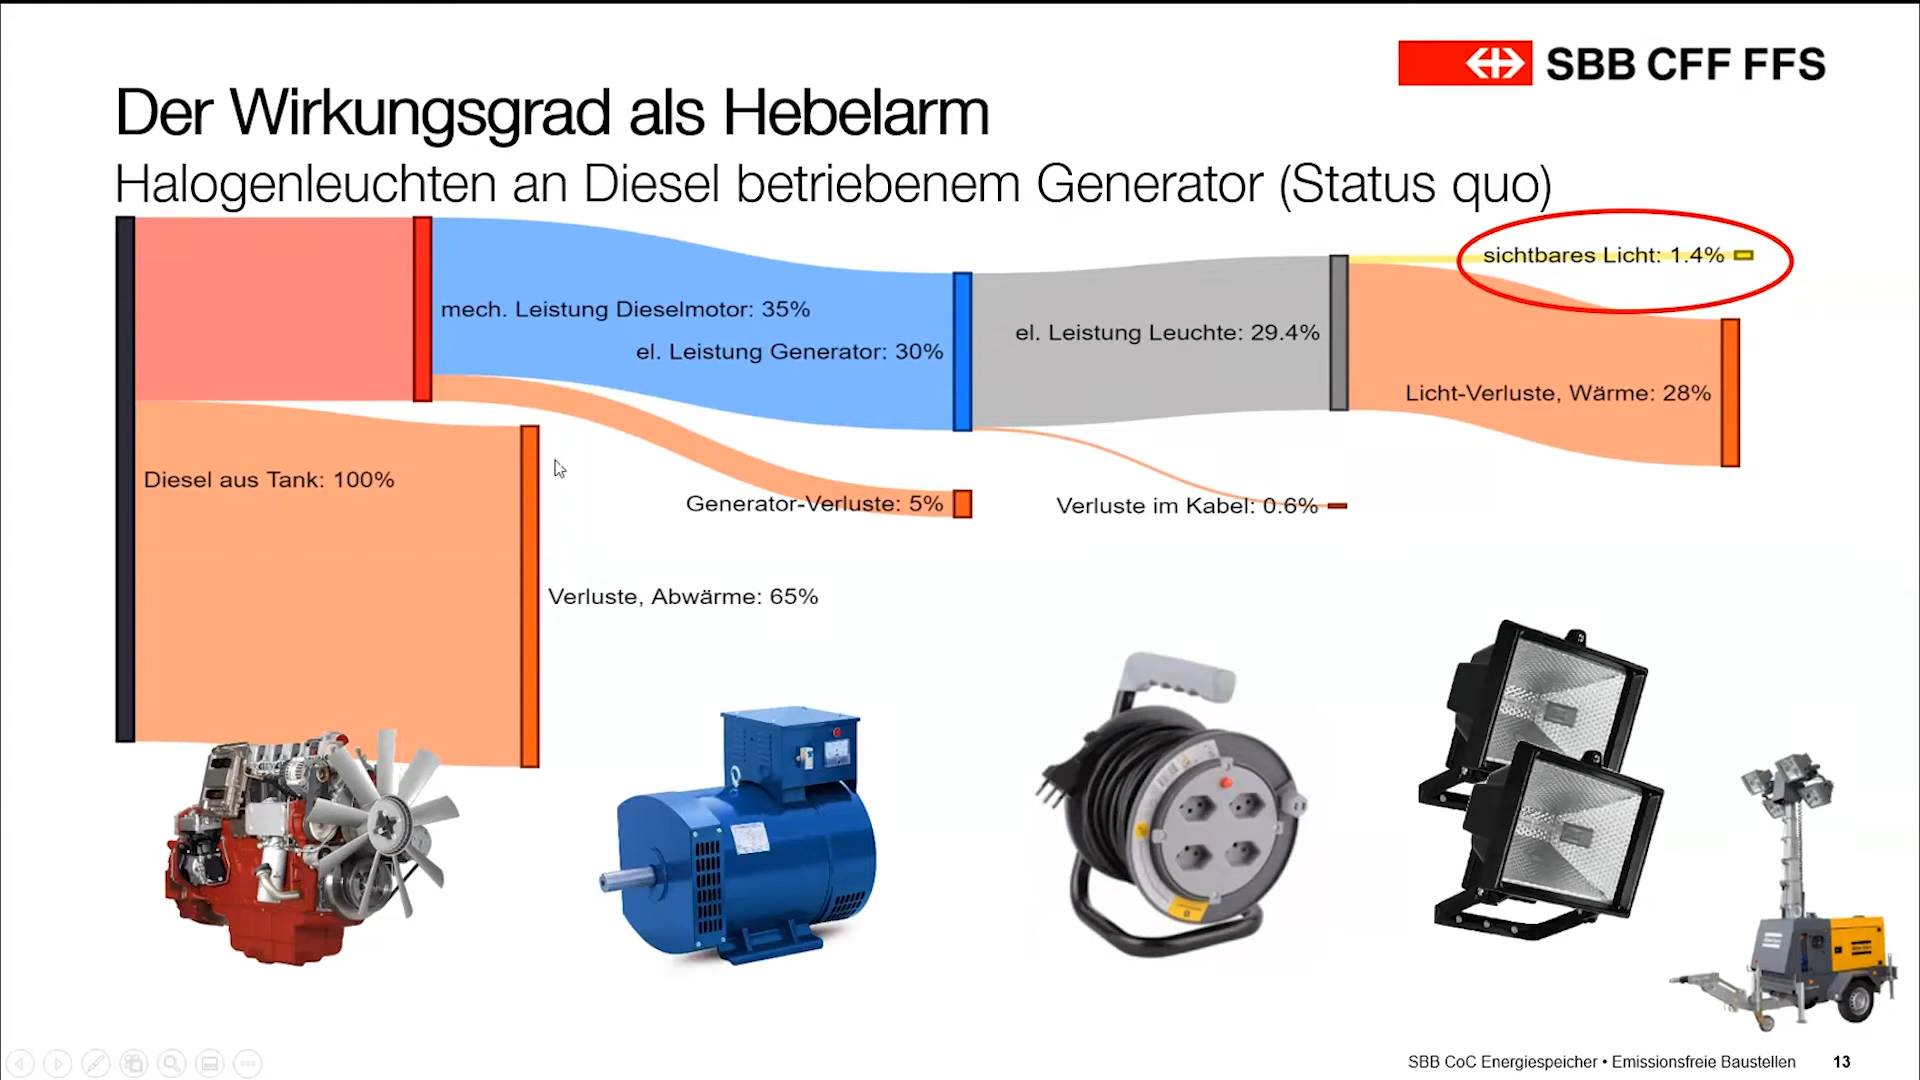 SBB CFF FFS
Der Wirkungsgrad als Hebelarm
Halogenleuchten an Diesel betriebenem Generator (Status quo)
sichtbares Licht: 1.4%
mech. Leistung Dieselmotor: 35%
el. Leistung Leuchte: 29.4%
el. Leistung Generator: 30%
Licht-Verluste, Wärme: 28%
Diesel aus Tank: 100%
Generator-Verluste: 5%
Verluste im Kabel: 0.6%
Verluste, Abwärme: 65%
SBB CoC Energiespeicher • Emissionsfreie Baustellen 13